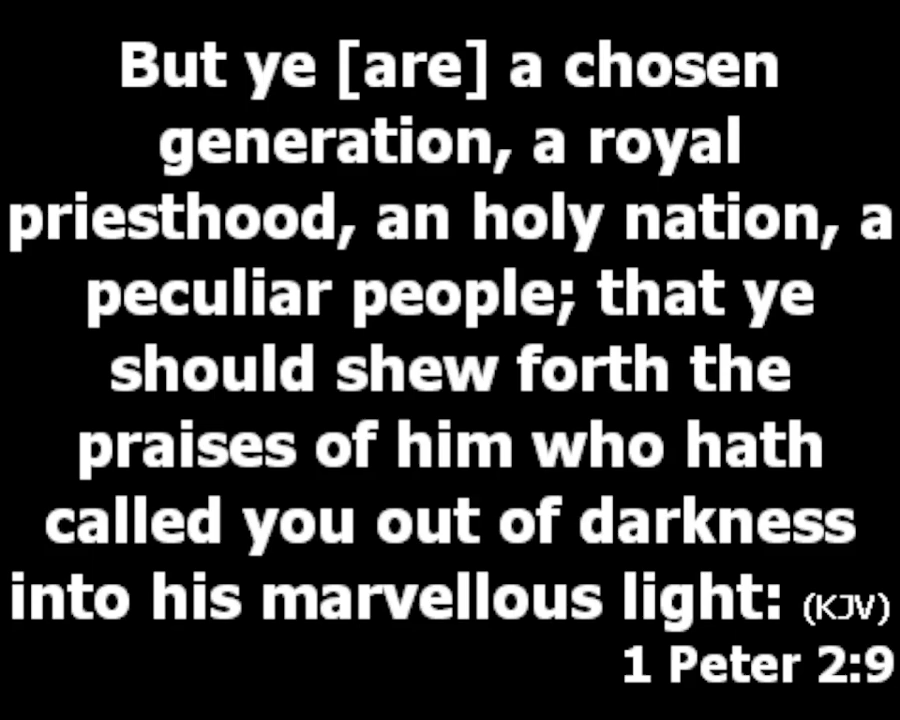 But ye [are] a chosen
generation, a royal
priesthood, an holy nation, a
peculiar people; that ye
should shew forth the
praises of him who hath
called you out of darkness
into his marvellous light: (KJV)
1 Peter 2:9